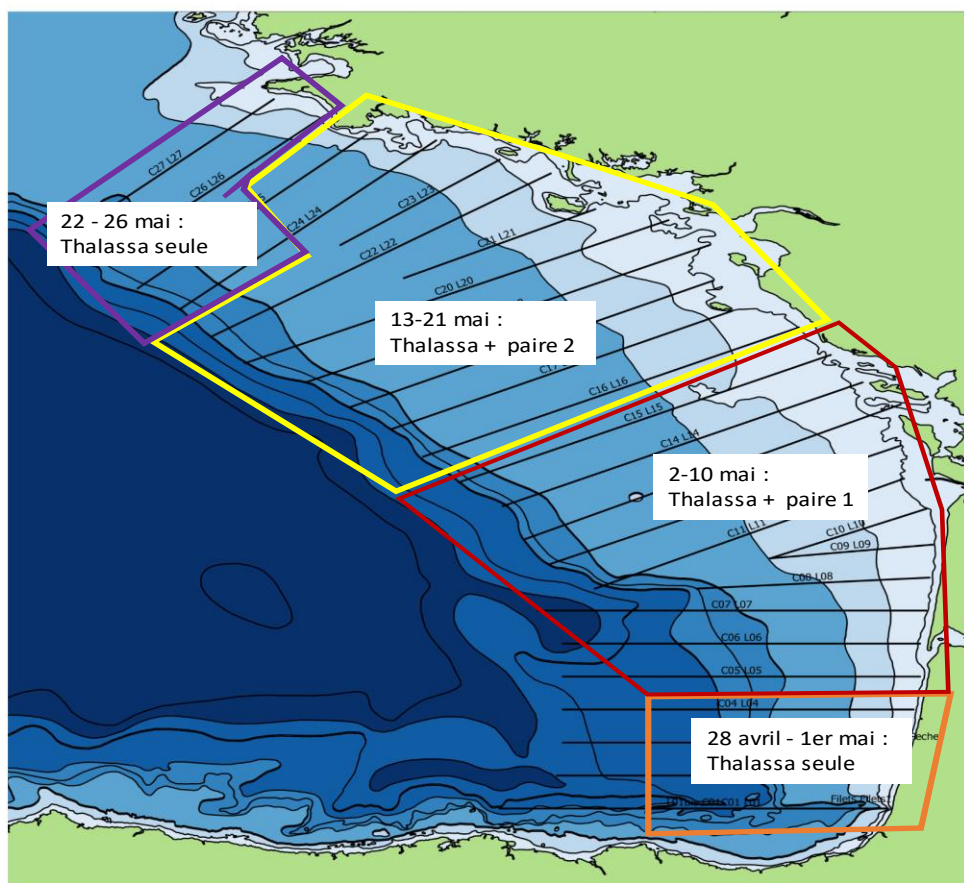 C27 L27
C26 L26
C24 L24
C23 L23
22 - 26 mai :
Thalassa seule
C22 L22
C21 L21
C20 L20
13-21 mai :
Thalassa + paire 2
C16 L16
C15 L15
C14 L14
2-10 mai :
Thalassa + paire 1
C11 L11
C10 L10
C09 L09
C08 L08
C07 L07
C06 L06
C05 L05
C04 L04
28 avril - 1er mai :
Thalassa seule